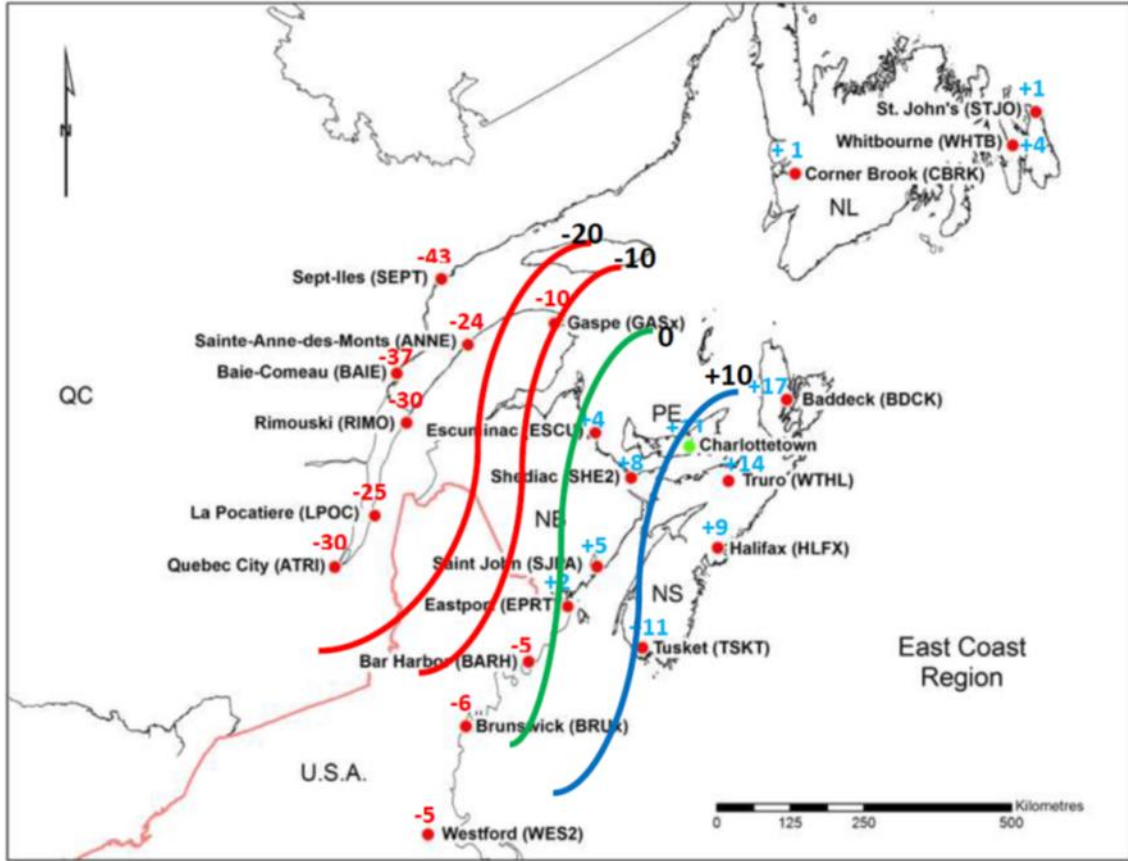 N
+1
St. John's (STJO)
Whitbourne (WHTB) +4
+ 1
Corner Brook (CBRK)
NL
-20
-10
-43
Sept-Iles (SEPT)
-10
Gaspe (GASx)
-24
Sainte-Anne-des-Monts (ANNE)
0
-37
Baie-Comeau (BAIE)
+10
+17
Baddeck (BDCK)
QC
-30
Rimouski (RIMO)
PE
+4
Escuminac (ESCU)
Charlottetown
+8
Shediac (SHE2)
+14
Truro (WTHL)
-25
La Pocatiere (LPOC)
NB
+9
Halifax (HLFX)
-30
Quebec City (ATRI)
+5
Saint John (SJPA)
+2
Eastport (EPRT)
NS
+11
Tusket (TSKT)
-5
Bar Harbor (BARH)
East Coast
Region
-6
Brunswick (BRUx)
U.S.A.
-5
Westford (WES2)
Kilometres
0 125 250 500